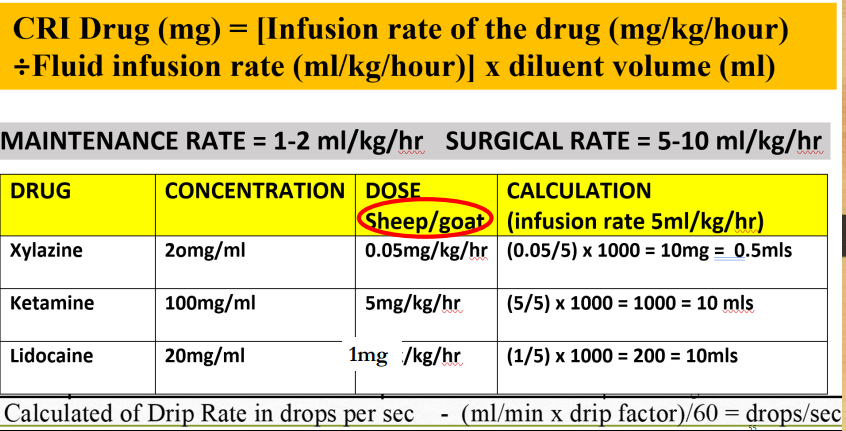 CRI Drug (mg) = [Infusion rate of the drug (mg/kg/hour)
÷Fluid infusion rate (ml/kg/hour)] x diluent volume (ml)
MAINTENANCE RATE = 1-2 ml/kg/hr SURGICAL RATE = 5-10 ml/kg/hr
DRUG CONCENTRATION DOSE CALCULATION
Sheep/goat (infusion rate 5ml/kg/hr)
Xylazine 2omg/ml 0.05mg/kg/hr (0.05/5) x 1000 = 10mg = 0.5mls
Ketamine 100mg/ml 5mg/kg/hr (5/5) x 1000 = 1000 = 10 mls
Lidocaine 20mg/ml 1mg /kg/hr (1/5) x 1000 = 200 = 10mls
Calculated of Drip Rate in drops per sec - (ml/min x drip factor)/60 = drops/sec